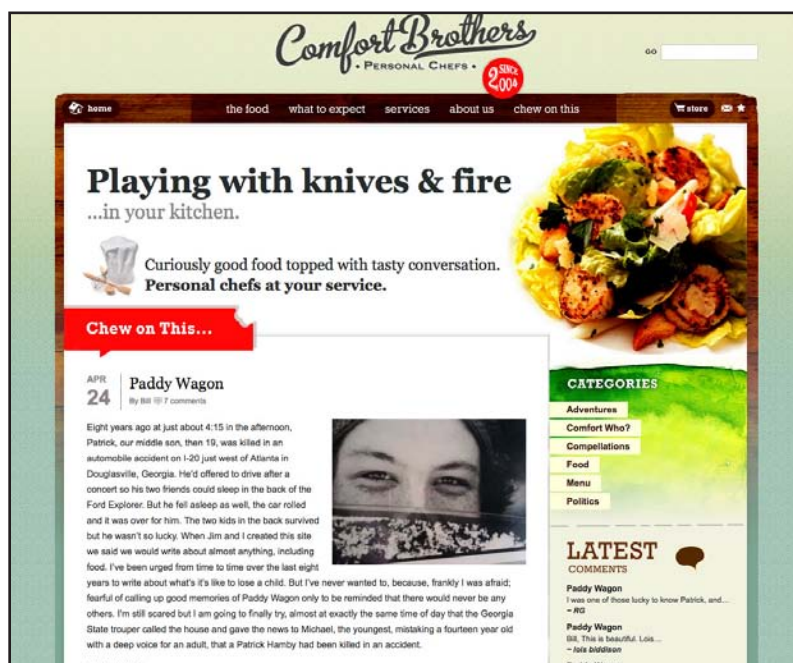 Comfort Brothers
• PERSONAL CHEFS •
SINCE
2004
GO
home
the food what to expect services about us chew on this
store
Playing with knives & fire
...in your kitchen.
Curiously good food topped with tasty conversation.
Personal chefs at your service.
Chew on This...
APR
24
Paddy Wagon
By Bill 7 comments
Eight years ago at just about 4:15 in the afternoon,
Patrick, our middle son, then 19, was killed in an
automobile accident on I-20 just west of Atlanta in
Douglasville, Georgia. He'd offered to drive after a
concert so his two friends could sleep in the back of the
Ford Explorer. But he fell asleep as well, the car rolled
and it was over for him. The two kids in the back survived
but he wasn't so lucky. When Jim and I created this site
we said we would write about almost anything, including
food. I've been urged from time to time over the last eight
years to write about what's it's like to lose a child. But I've never wanted to, because, frankly I was afraid;
fearful of calling up good memories of Paddy Wagon only to be reminded that there would never be any
others. I'm still scared but I am going to finally try, almost at exactly the same time of day that the Georgia
State trouper called the house and gave the news to Michael, the youngest, mistaking a fourteen year old
with a deep voice for an adult, that a Patrick Hamby had been killed in an accident.
CATEGORIES
Adventures
Comfort Who?
Compellations
Food
Menu
Politics
LATEST
COMMENTS
Paddy Wagon
I was one of those lucky to know Patrick, and...
~ RG
Paddy Wagon
Bill, This is beautiful. Lois...
~ lois biddison